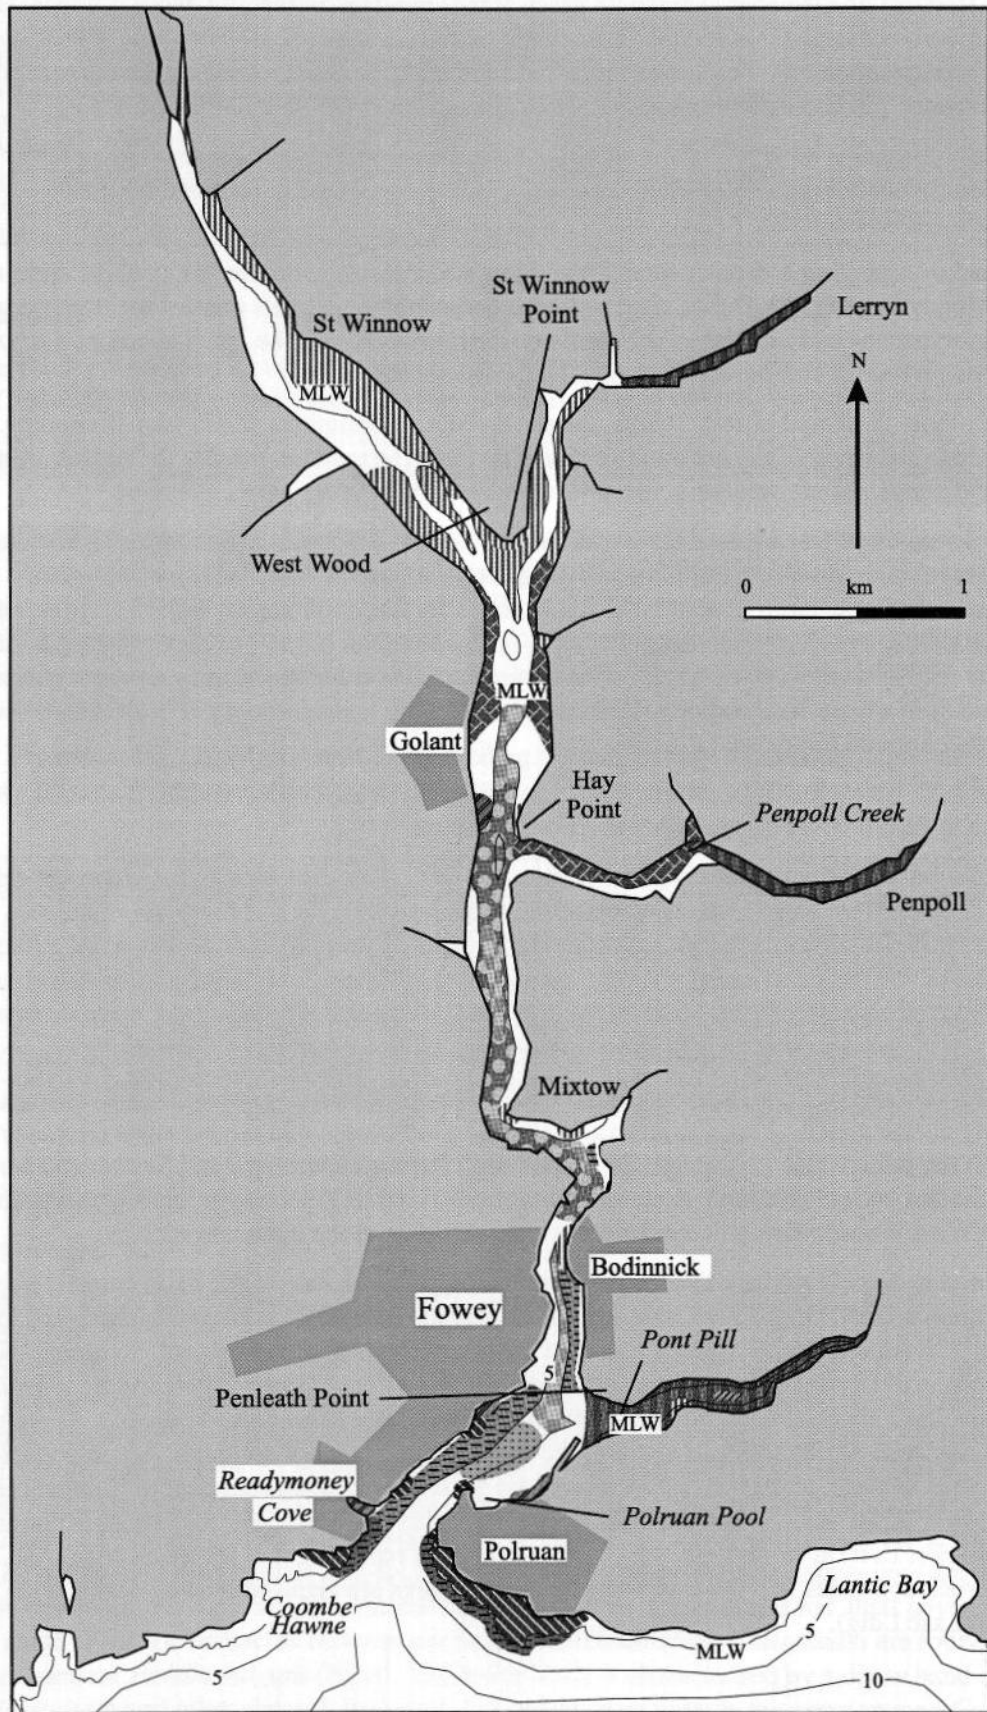 St Winnow
Point
Lerryn
St Winnow
N
MLW
West Wood
0 km 1
MLW
Golant
Hay
Point
Penpoll Creek
Penpoll
Mixtow
Bodinnick
Fowey
Pont Pill
5
Penleath Point
MLW
Readymoney
Cove
Polruan Pool
Polruan
Lantic Bay
Coombe
Hawne
5
MLW
5
10